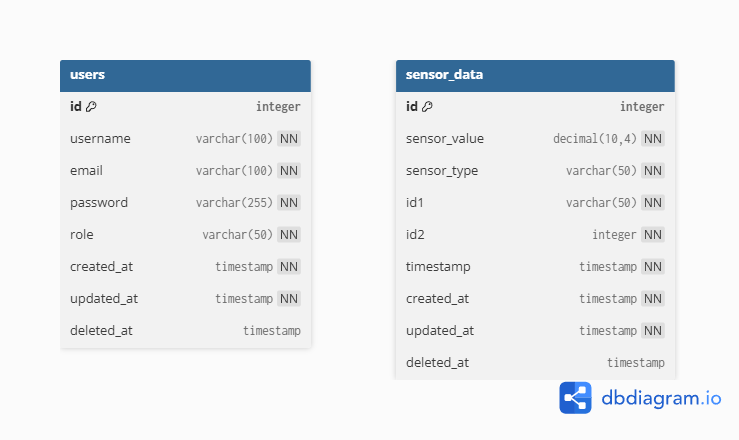 users
id integer
username varchar(100) NN
email varchar(100) NN
password varchar(255) NN
role varchar(50) NN
created_at timestamp NN
updated_at timestamp NN
deleted_at timestamp
sensor_data
id integer
sensor_value decimal(10,4) NN
sensor_type varchar(50) NN
id1 varchar(50) NN
id2 integer NN
timestamp timestamp NN
created_at timestamp NN
updated_at timestamp NN
deleted_at timestamp
dbdiagram.io